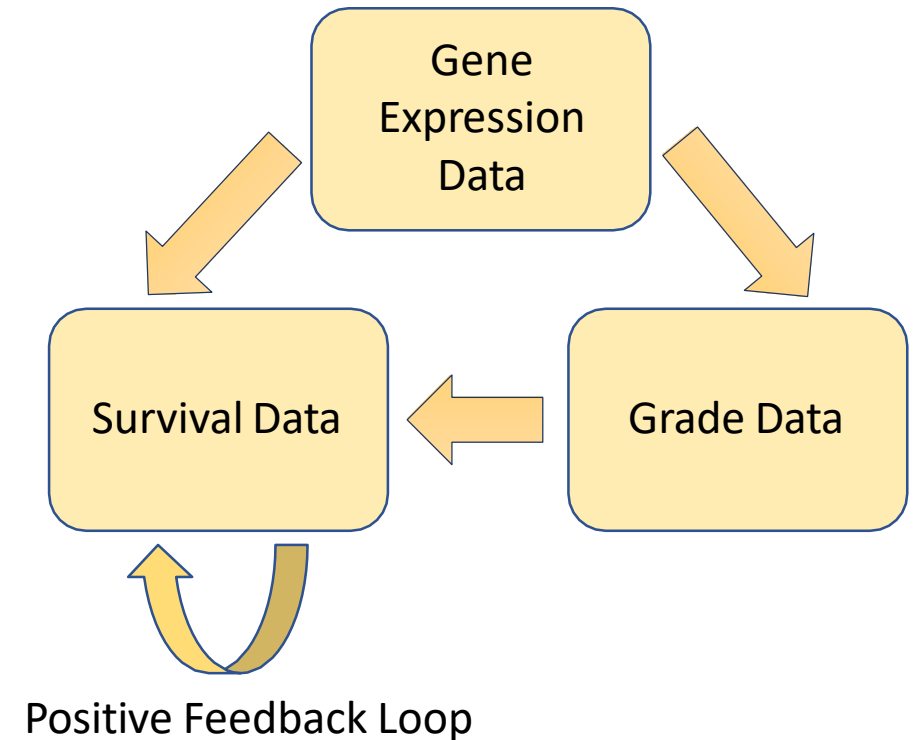 Gene
Expression
Data
Survival Data
Grade Data
Positive Feedback Loop